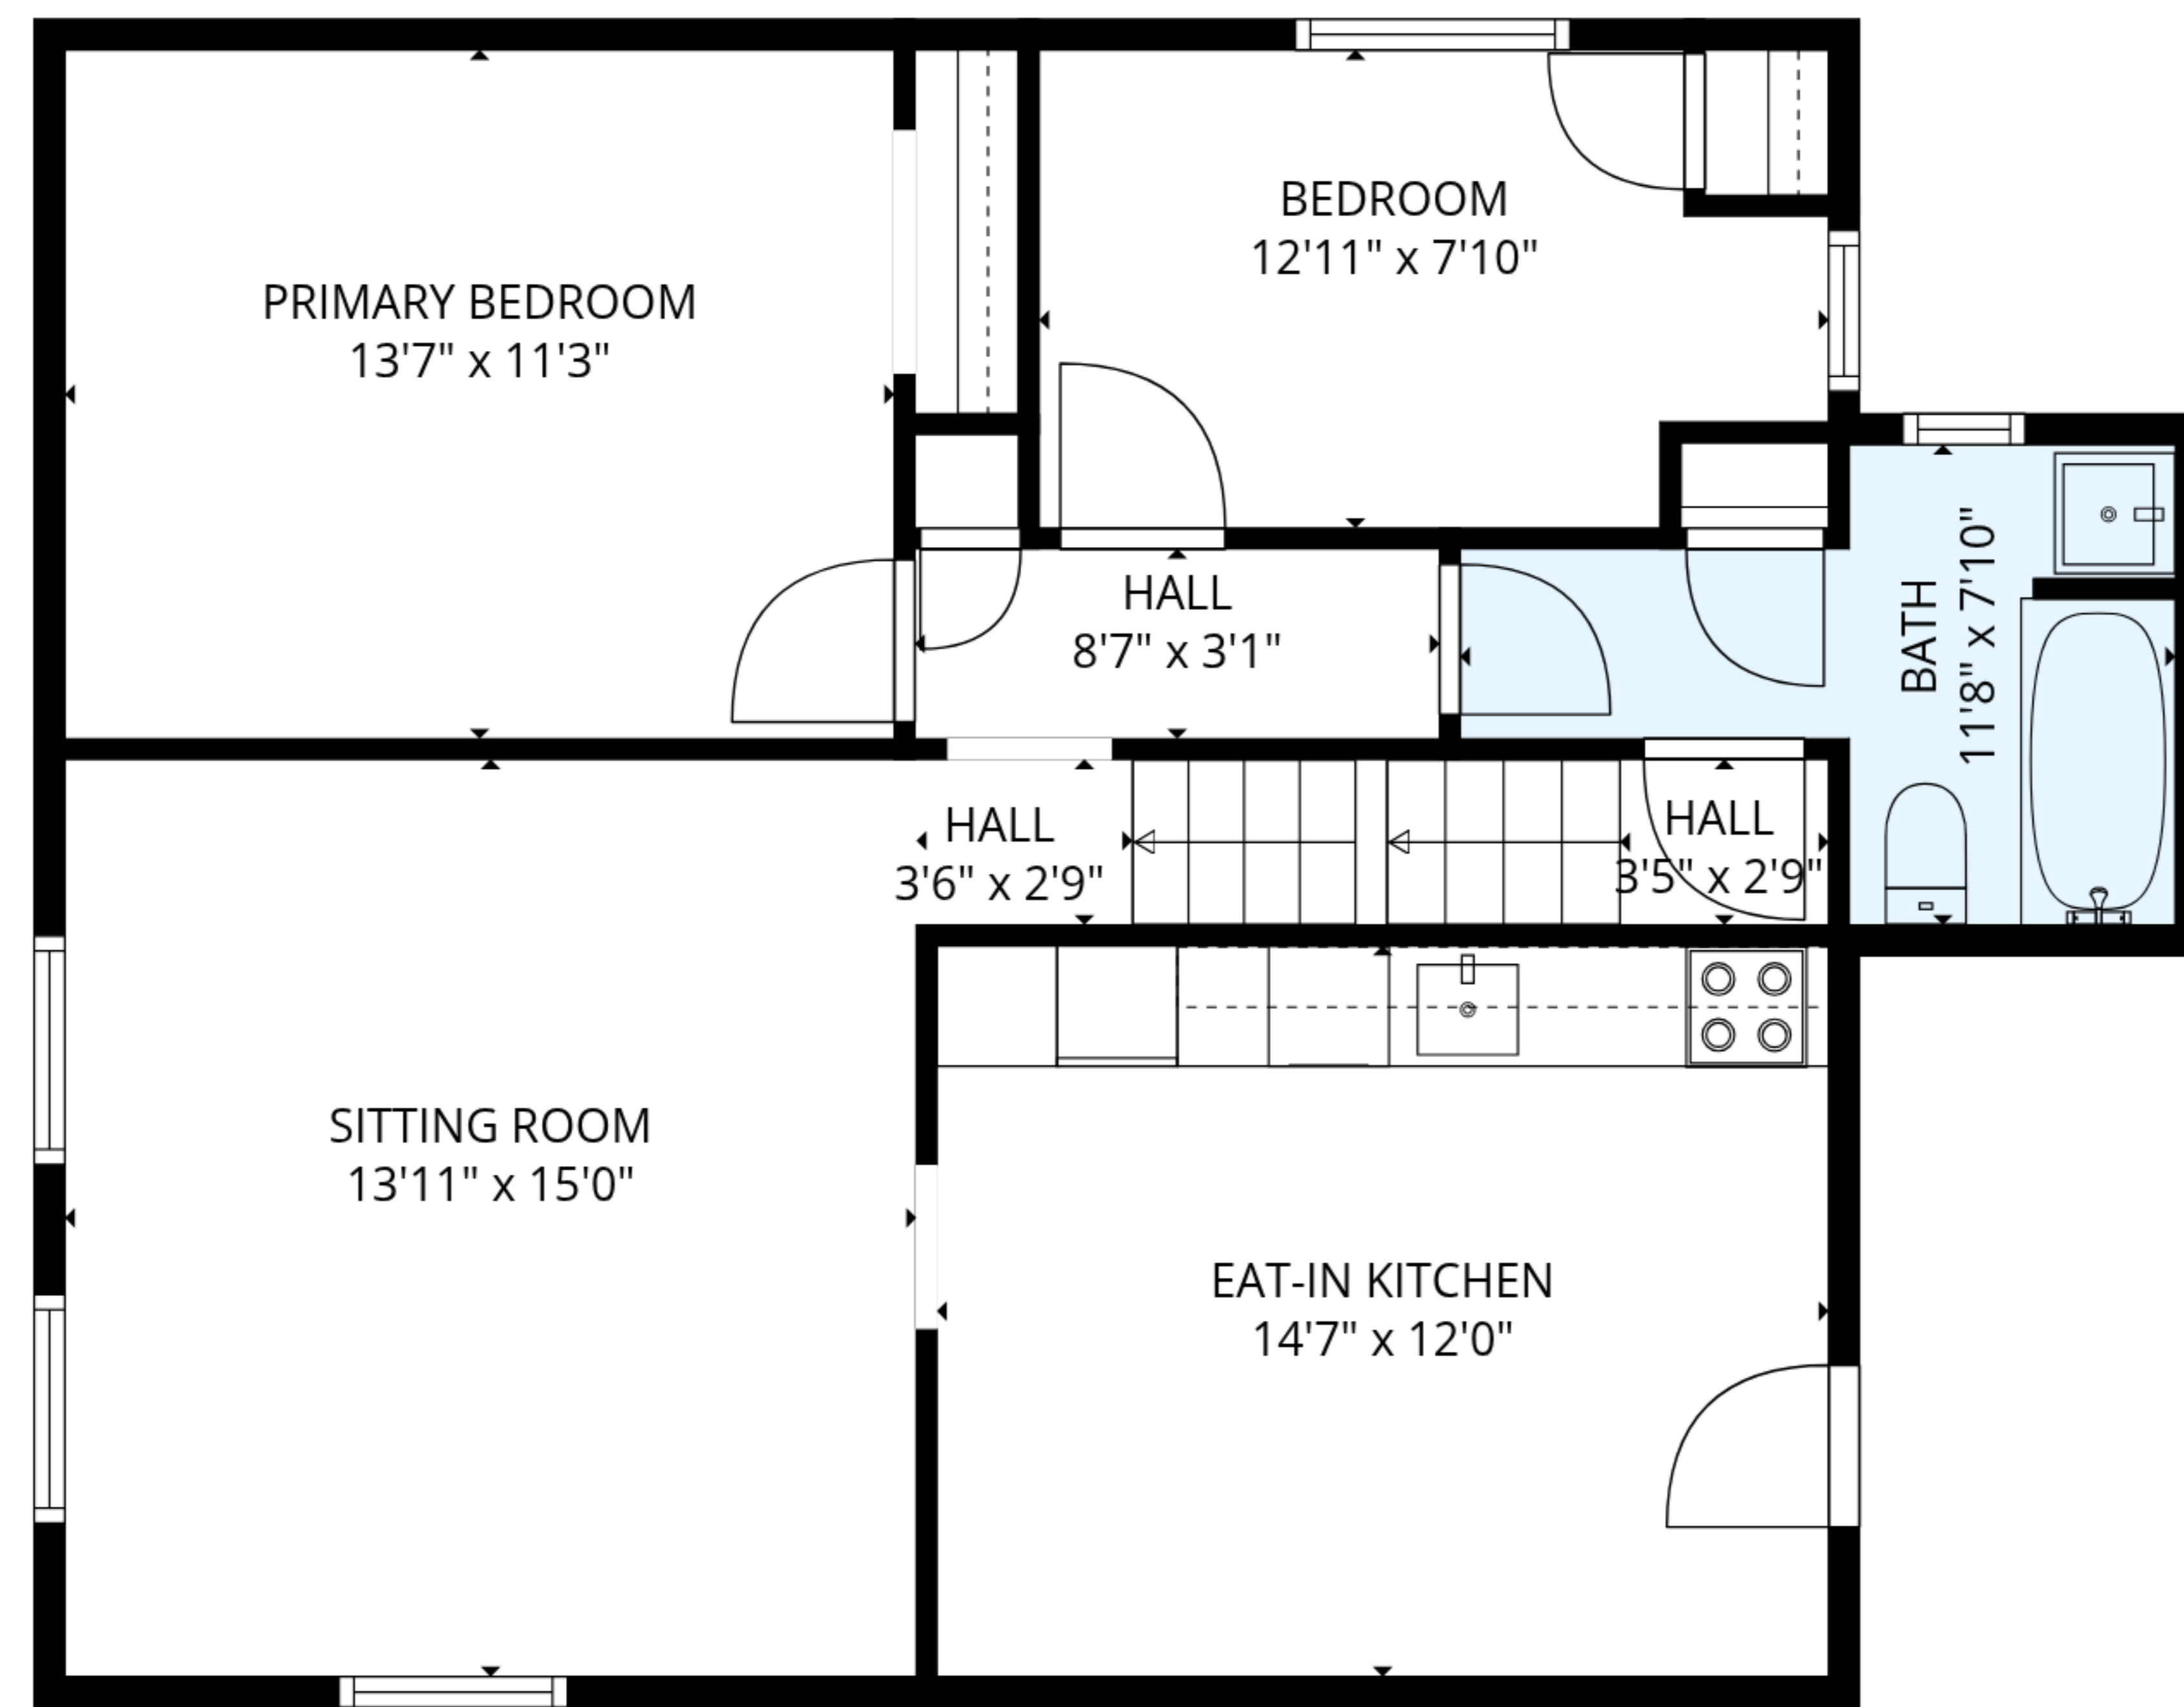 PRIMARY BEDROOM
13'7" x 11'3"
BEDROOM
12'11" x 7'10"
HALL
8'7" x 3'1"
BATH
11'8" x 7'10"
HALL
3'6" x 2'9"
HALL
3'5" x 2'9"
SITTING ROOM
13'11" x 15'0"
EAT-IN KITCHEN
14'7" x 12'0"